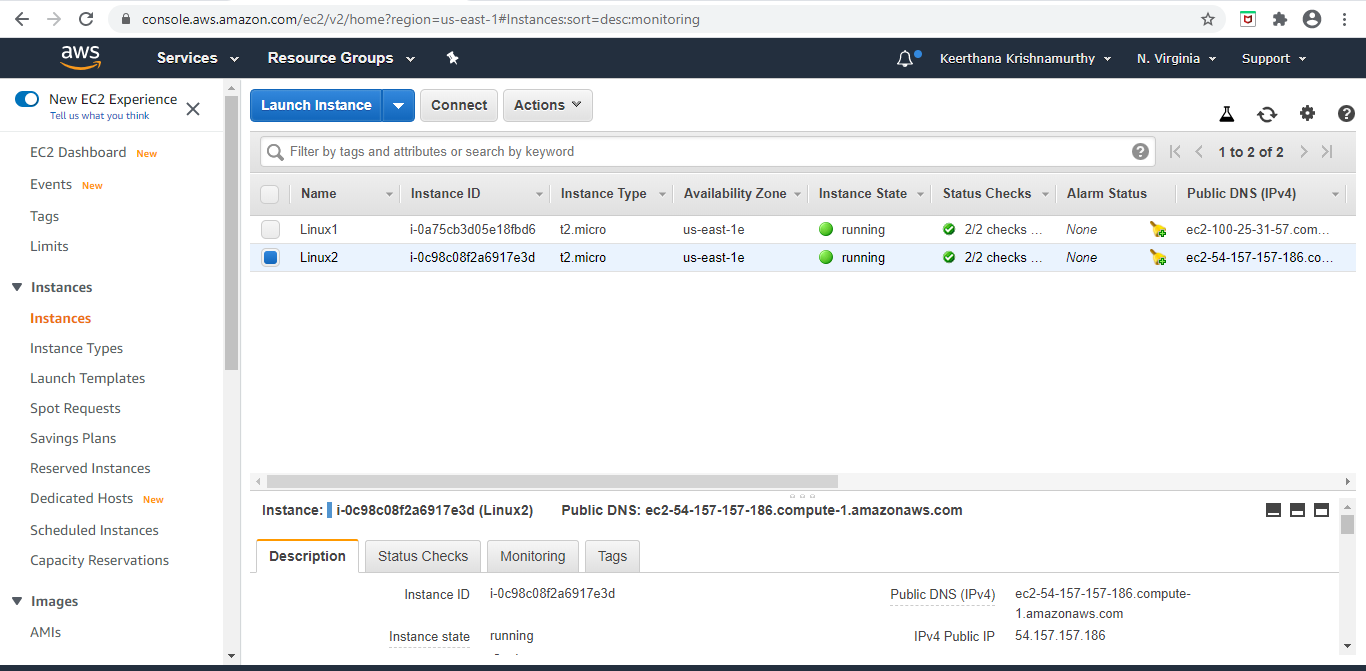 console.aws.amazon.com/ec2/v2/home?region=us-east-1#Instances:sort=desc:monitoring
aws
Services
Resource Groups
Keerthana Krishnamurthy
N. Virginia
Support
New EC2 Experience
Tell us what you think
EC2 Dashboard New
Events New
Tags
Limits
Instances
Instances
Instance Types
Launch Templates
Spot Requests
Savings Plans
Reserved Instances
Dedicated Hosts New
Scheduled Instances
Capacity Reservations
Images
AMIs
Launch Instance Connect Actions
Filter by tags and attributes or search by keyword
1 to 2 of 2
Name Instance ID Instance Type Availability Zone Instance State Status Checks Alarm Status Public DNS (IPv4)
Linux1 i-0a75cb3d05e18fbd6 t2.micro us-east-1e running 2/2 checks ... None ec2-100-25-31-57.com...
Linux2 i-0c98c08f2a6917e3d t2.micro us-east-1e running 2/2 checks ... None ec2-54-157-157-186.co...
Instance: i-0c98c08f2a6917e3d (Linux2) Public DNS: ec2-54-157-157-186.compute-1.amazonaws.com
Description Status Checks Monitoring Tags
Instance ID i-0c98c08f2a6917e3d
Public DNS (IPv4) ec2-54-157-157-186.compute-
1.amazonaws.com
Instance state running
IPv4 Public IP 54.157.157.186